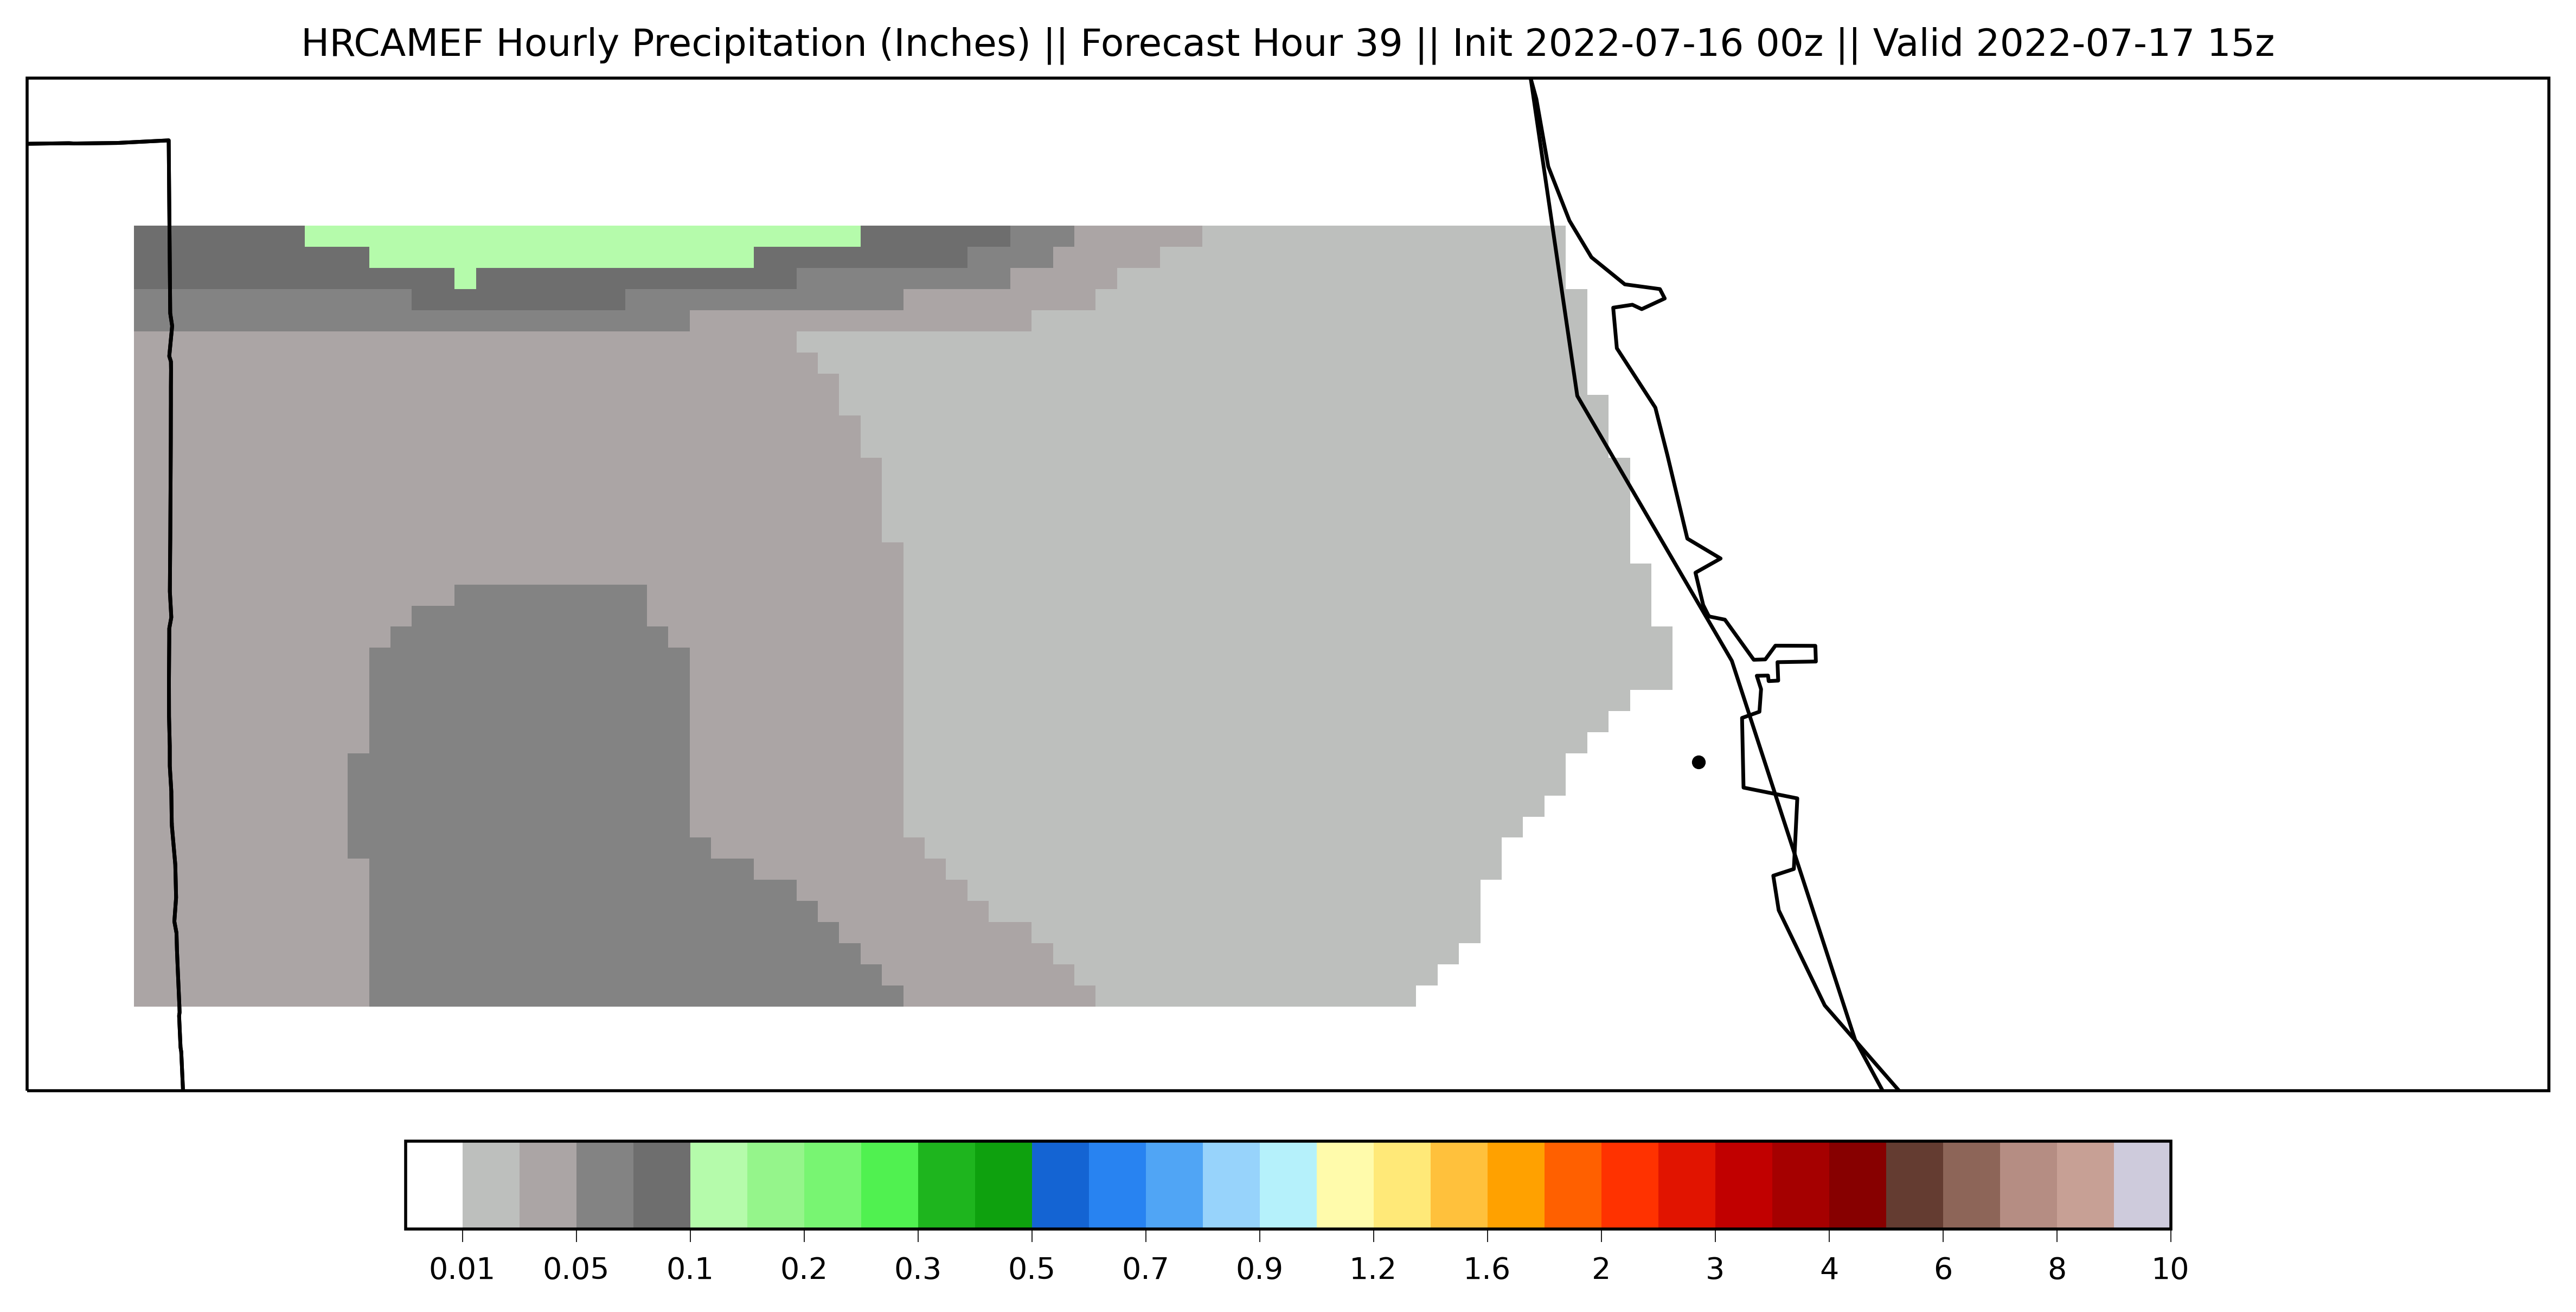 HRCAMEF Hourly Precipitation (Inches) || Forecast Hour 39 || Init 2022-07-16 00z || Valid 2022-07-17 15z
0.01 0.05 0.1 0.2 0.3 0.5 0.7 0.9 1.2 1.6 2 3 4 6 8 10